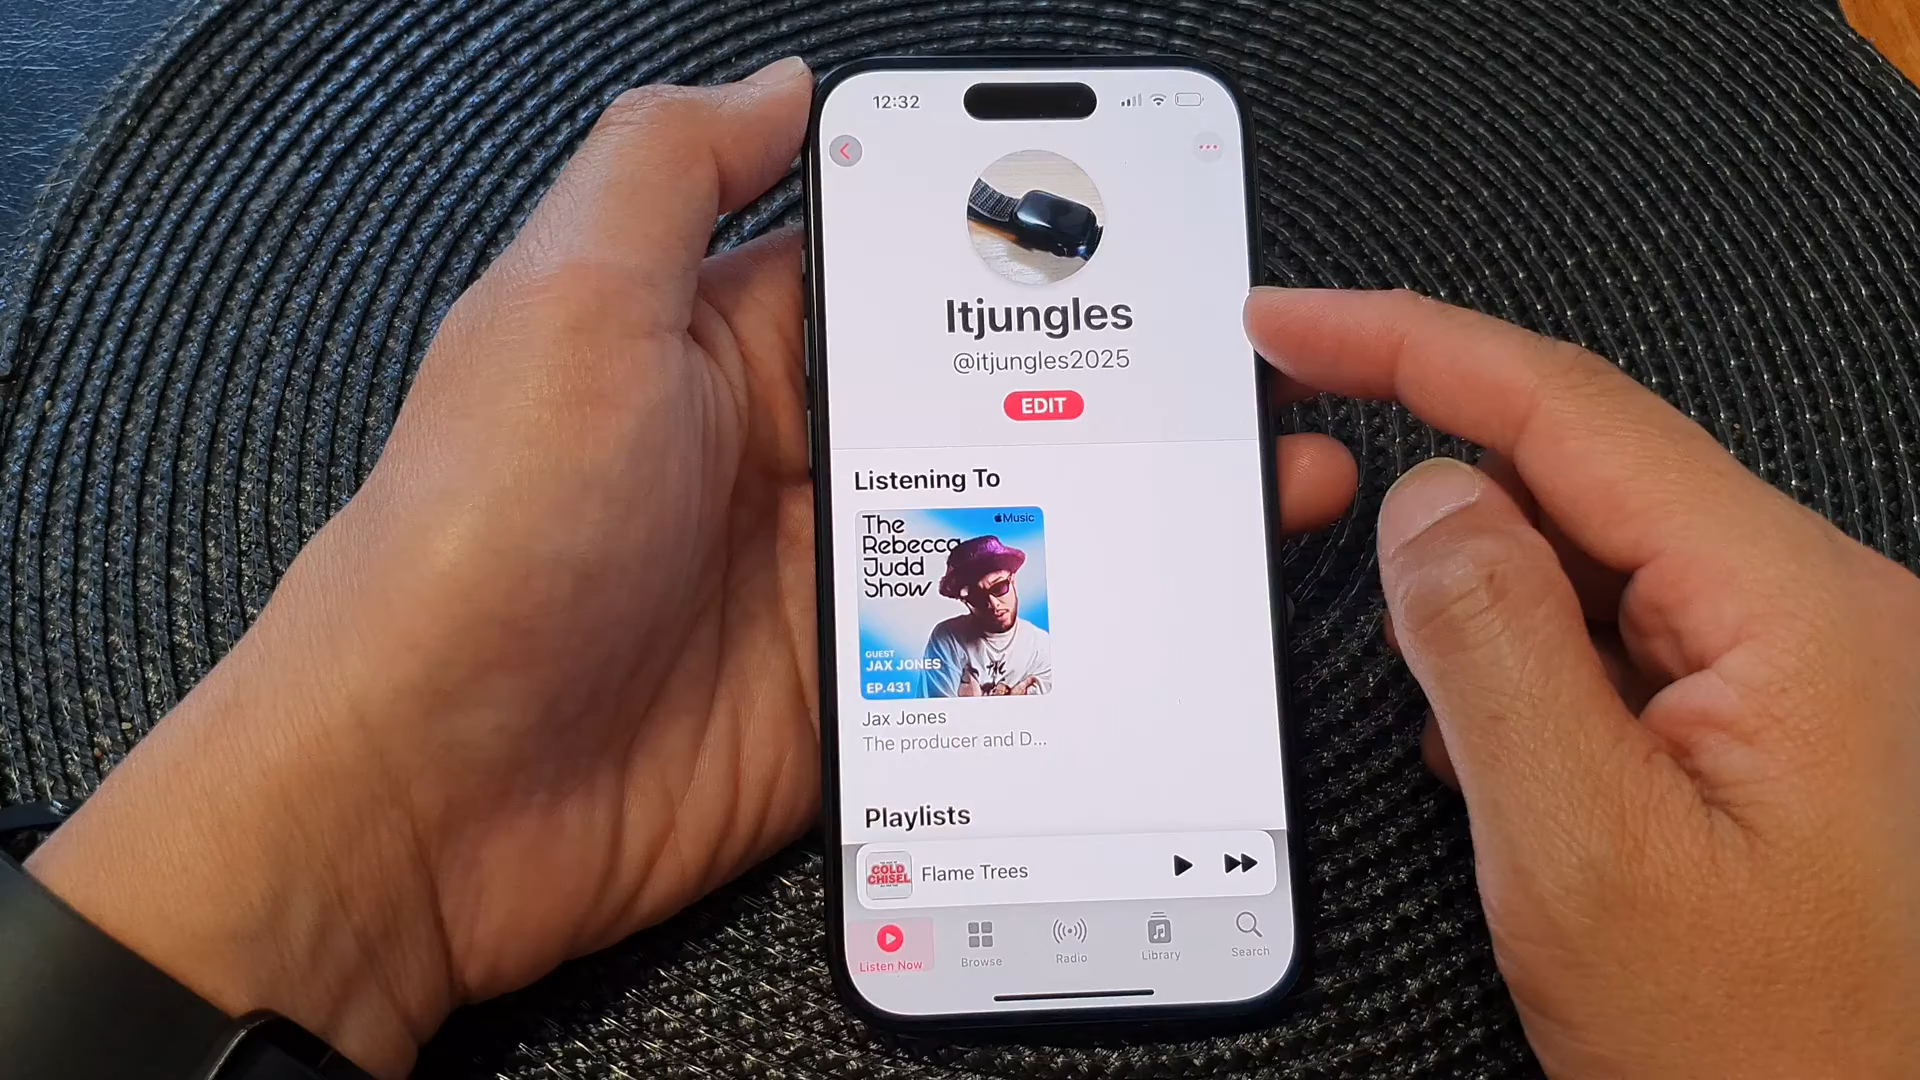 12:32
Itjungles
@itjungles2025
EDIT
Listening To
The
Rebecca
Judd
Show
Music
GUEST
JAX JONES
EP.431
Jax Jones
The producer and D...
Playlists
COLD
CHISEL
Flame Trees
Listen Now
Browse
Radio
Library
Search